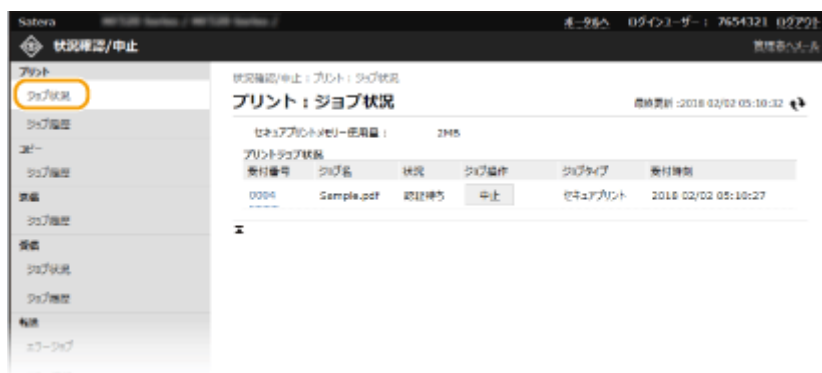 Satera
ポータルへ ログインユーザー: 7654321 ログアウト
状況確認/中止
管理者へメール
プリント
ジョブ状況
ジョブ履歴
コピー
ジョブ履歴
送信
ジョブ履歴
受信
ジョブ状況
ジョブ履歴
転送
エラージョブ
状況確認/中止 : プリント : ジョブ状況
プリント : ジョブ状況
最終更新 :2018 02/02 05:10:32
セキュアプリントメモリー使用量 : 2MB
プリントジョブ状況
受付番号 ジョブ名 状況 ジョブ操作 ジョブタイプ 受付時刻
0004 Sample.pdf 認証待ち 中止 セキュアプリント 2018 02/02 05:10:27